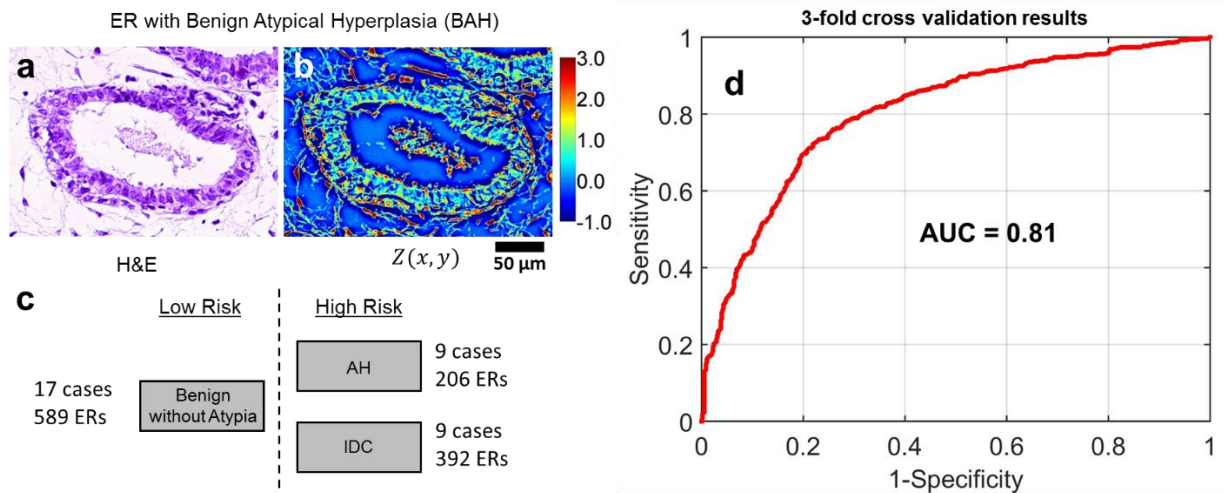 ER with Benign Atypical Hyperplasia (BAH)
a
b
3.0
2.0
1.0
0.0
-1.0
H&E
Z(x, y)
50 μm
c
Low Risk
High Risk
17 cases
589 ERs
Benign
without Atypia
AH
9 cases
206 ERs
IDC
9 cases
392 ERs
3-fold cross validation results
d
Sensitivity
1
0.8
0.6
0.4
0.2
0
AUC = 0.81
0
0.2
0.4
0.6
0.8
1
1-Specificity